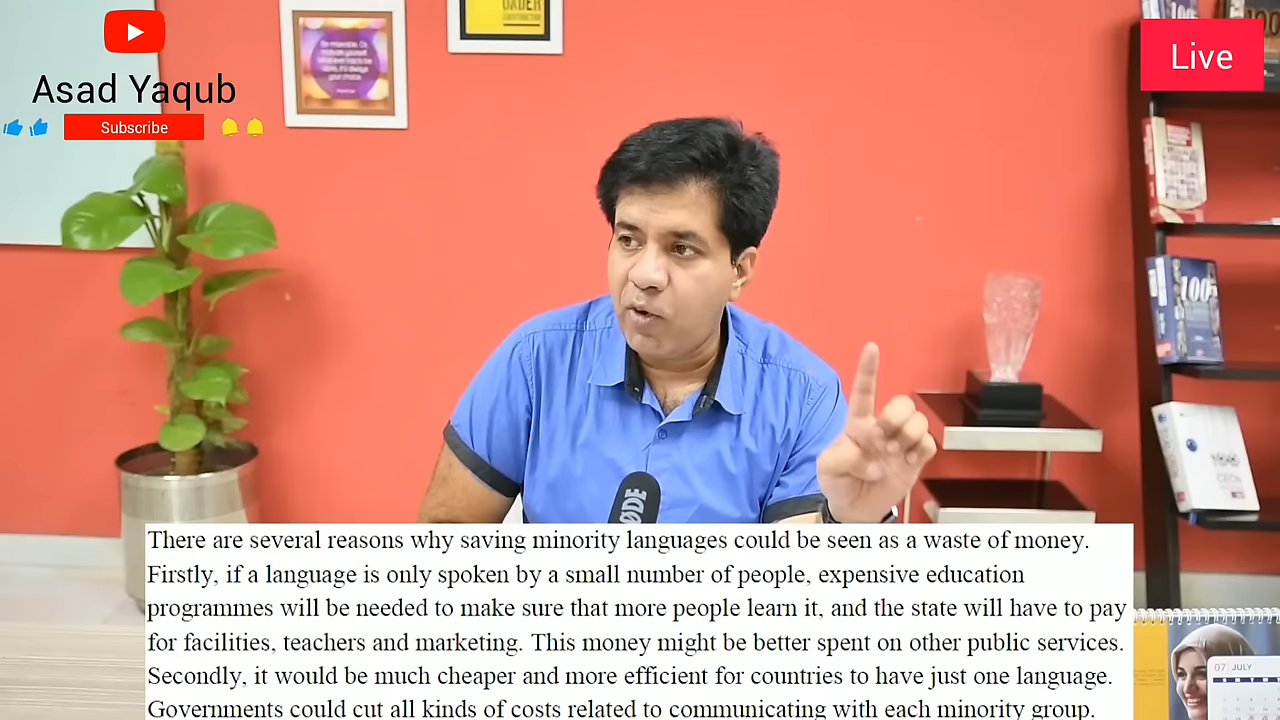 Asad Yaqub
Subscribe
Live
There are several reasons why saving minority languages could be seen as a waste of money.
Firstly, if a language is only spoken by a small number of people, expensive education
programmes will be needed to make sure that more people learn it, and the state will have to pay
for facilities, teachers and marketing. This money might be better spent on other public services.
Secondly, it would be much cheaper and more efficient for countries to have just one language.
Governments could cut all kinds of costs related to communicating with each minority group.
UNDER
100
100
07 JULY